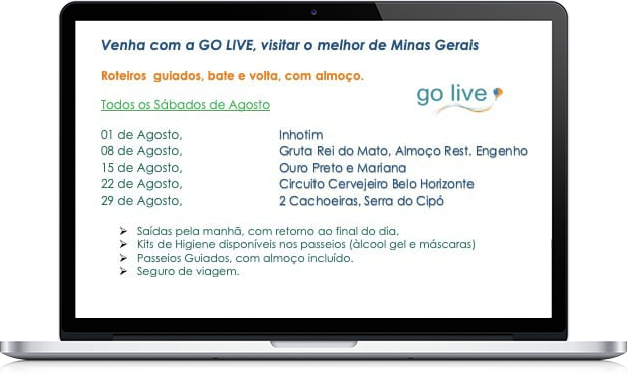 Venha com a GO LIVE, visitar o melhor de Minas Gerais
Roteiros guiados, bate e volta, com almoço.
go live
Todos os Sábados de Agosto
01 de Agosto, Inhotim
08 de Agosto, Gruta Rei do Mato, Almoço Rest. Engenho
15 de Agosto, Ouro Preto e Mariana
22 de Agosto, Circuito Cervejeiro Belo Horizonte
29 de Agosto, 2 Cachoeiras, Serra do Cipó
➢ Saídas pela manhã, com retorno ao final do dia.
➢ Kits de Higiene disponíveis nos passeios (àlcool gel e máscaras)
➢ Passeios Guiados, com almoço incluído.
➢ Seguro de viagem.